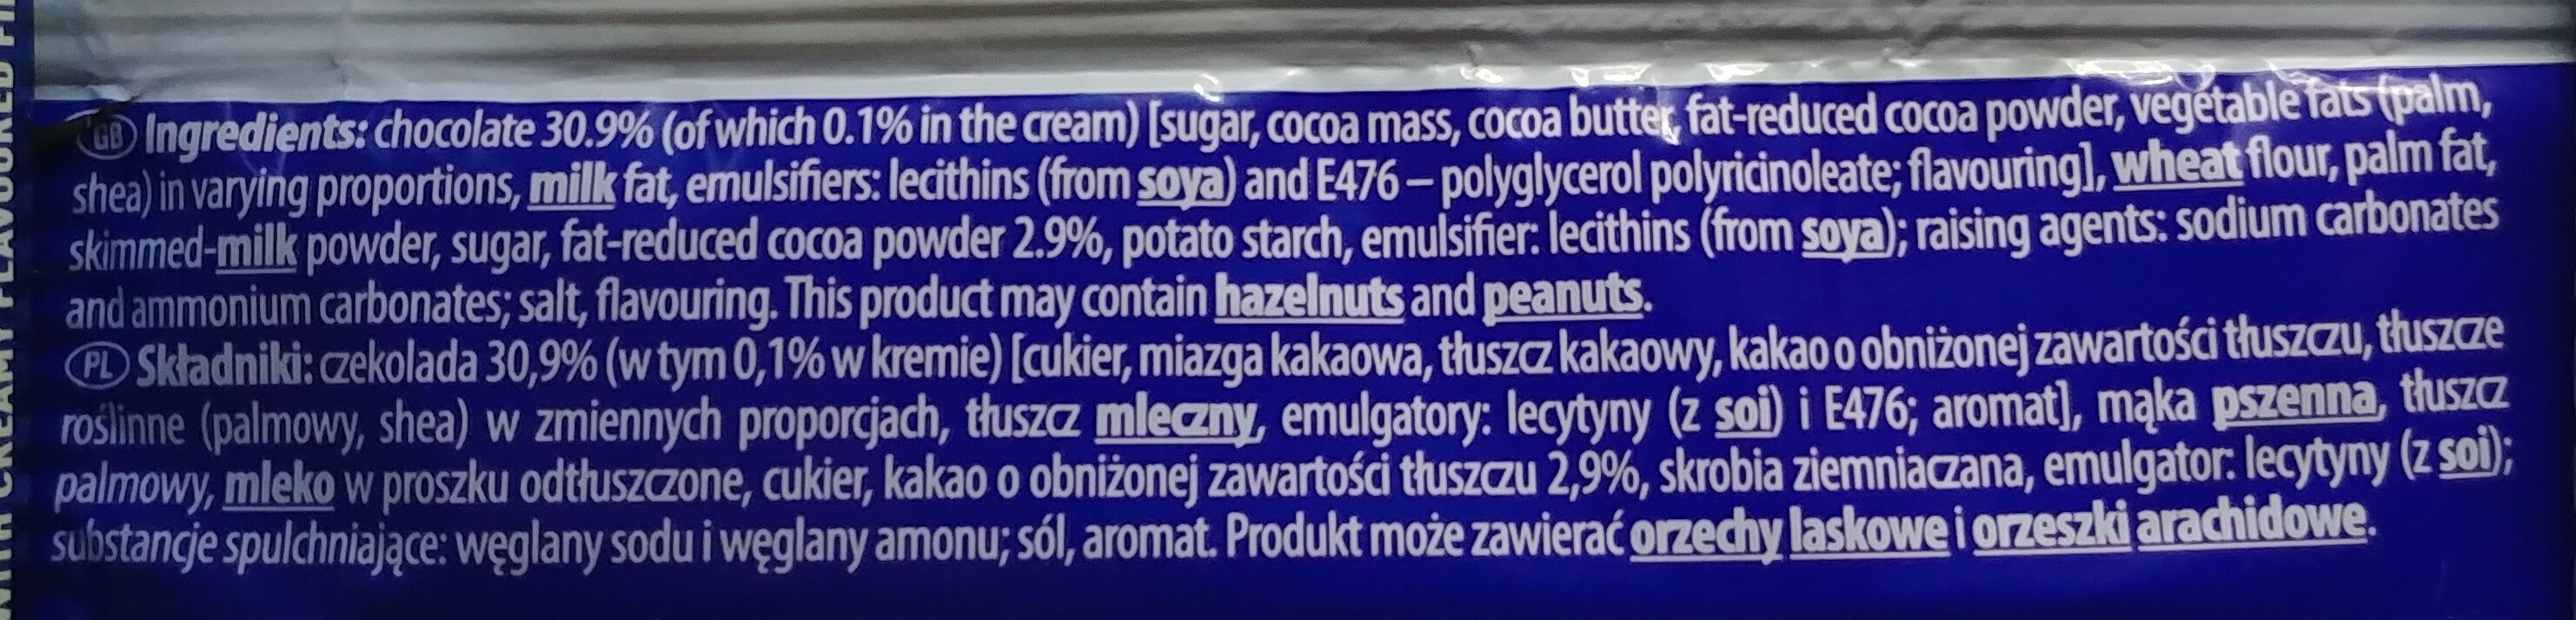 GB Ingredients: chocolate 30.9% (of which 0.1% in the cream) [sugar, cocoa mass, cocoa butter, fat-reduced cocoa powder, vegetable fats (palm,
shea) in varying proportions, milk fat, emulsifiers: lecithins (from soya) and E476 – polyglycerol polyricinoleate; flavouring], wheat flour, palm fat,
skimmed-milk powder, sugar, fat-reduced cocoa powder 2.9%, potato starch, emulsifier: lecithins (from soya); raising agents: sodium carbonates
and ammonium carbonates; salt, flavouring. This product may contain hazelnuts and peanuts.
PL Składniki: czekolada 30,9% (w tym 0,1% w kremie) [cukier, miazga kakaowa, tłuszcz kakaowy, kakao o obniżonej zawartości tłuszczu, tłuszcze
roślinne (palmowy, shea) w zmiennych proporcjach, tłuszcz mleczny, emulgatory: lecytyny (z soi) i E476; aromat], mąka pszenna, tłuszcz
palmowy, mleko w proszku odtłuszczone, cukier, kakao o obniżonej zawartości tłuszczu 2,9%, skrobia ziemniaczana, emulgator: lecytyny (z soi);
substancje spulchniające: węglany sodu i węglany amonu; sól, aromat. Produkt może zawierać orzechy laskowe i orzeszki arachidowe.
CREAMY FLAVOURED